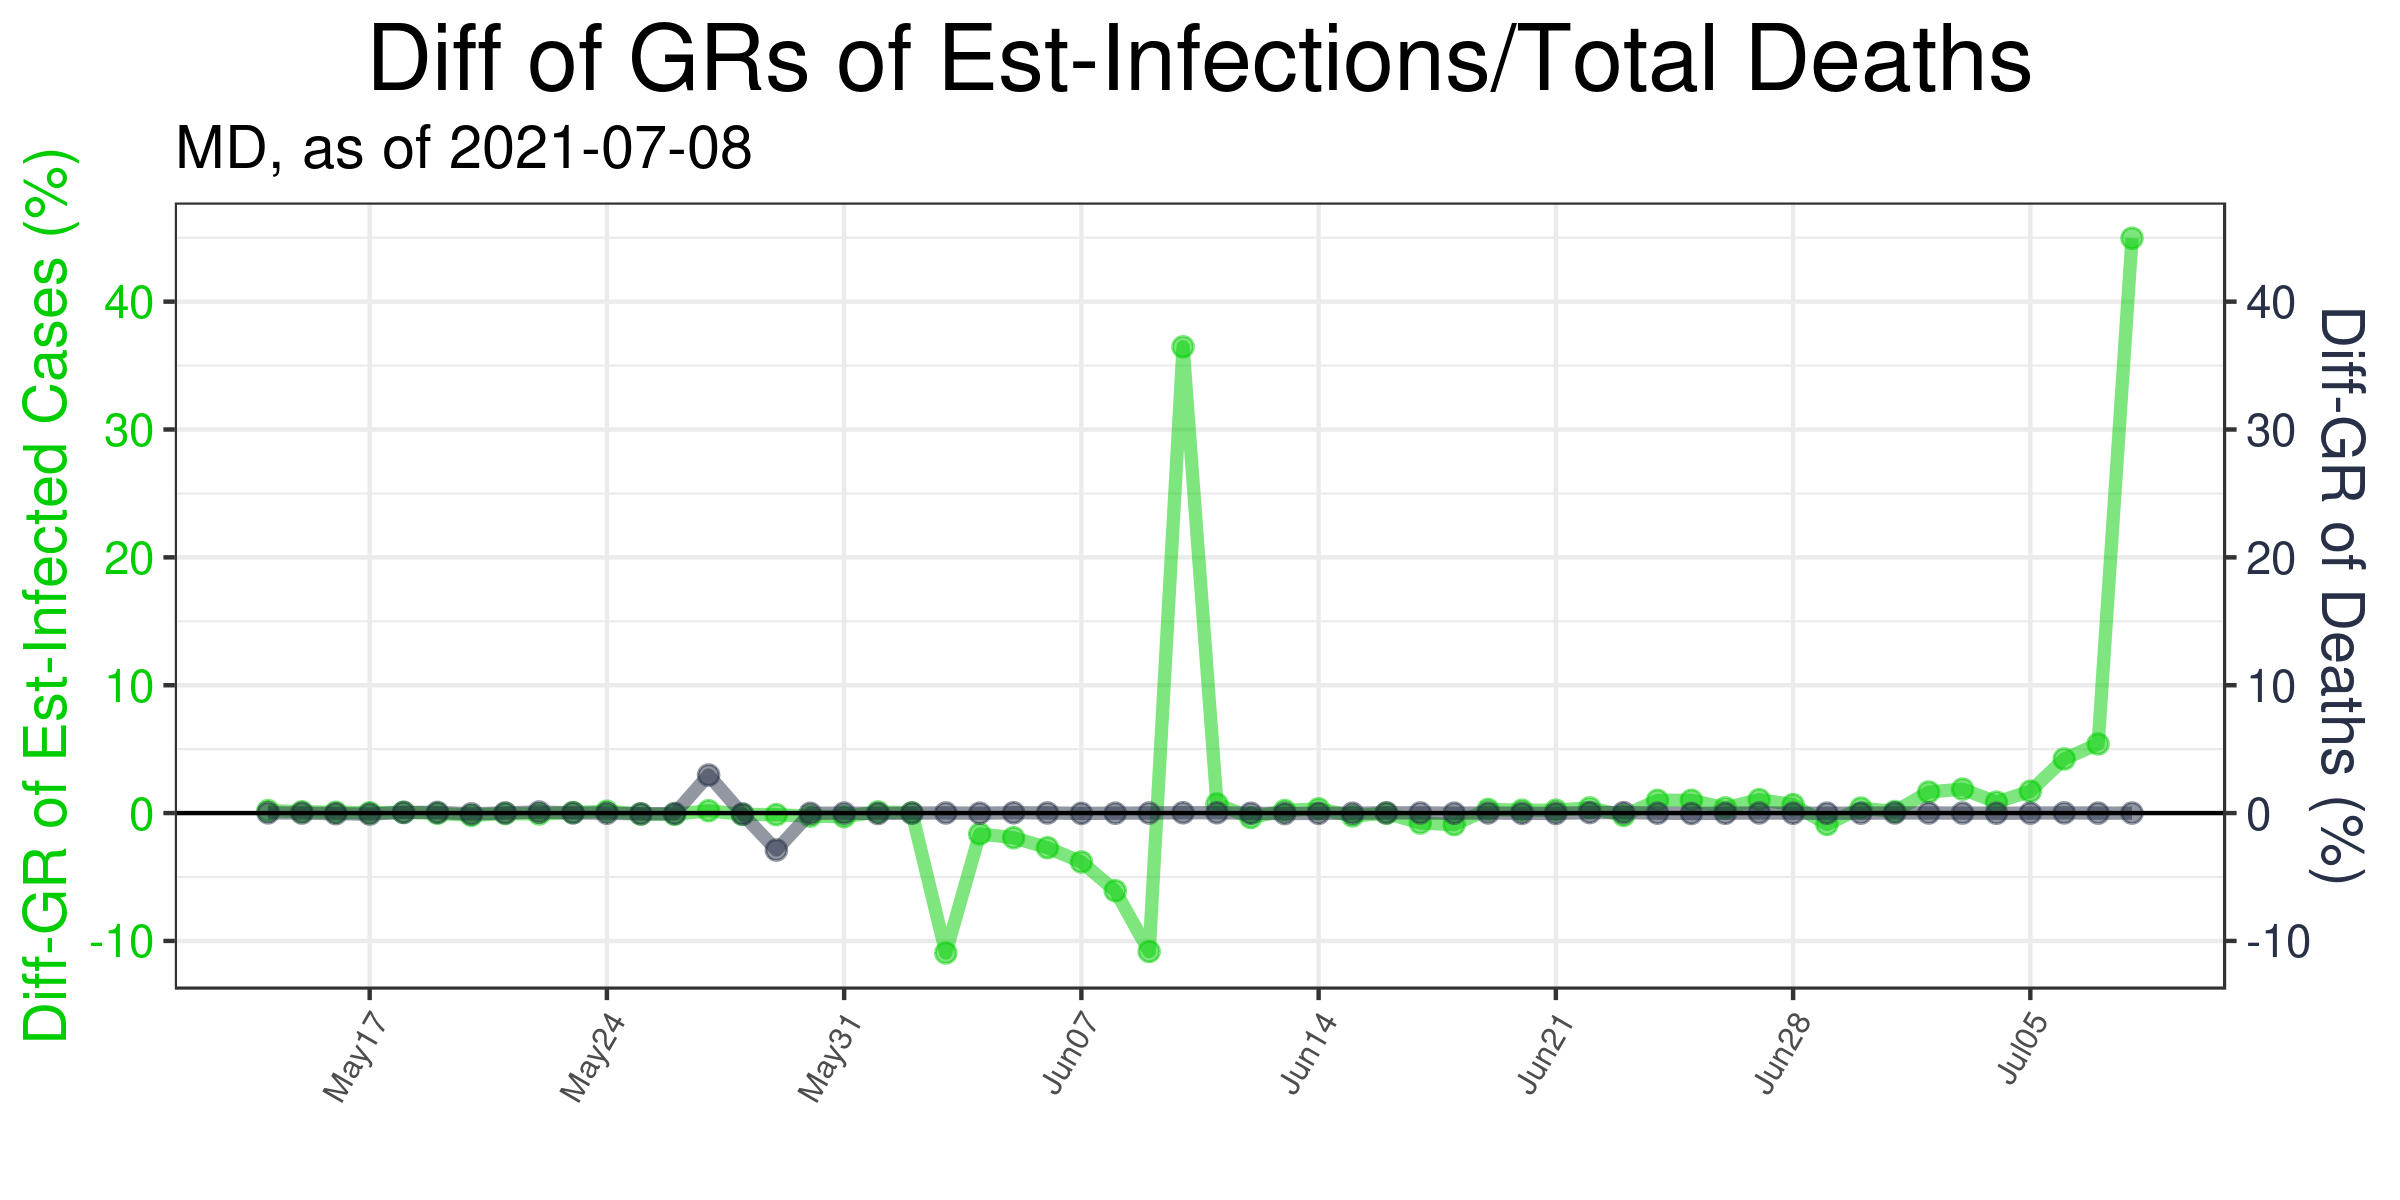 Diff of GRs of Est-Infections/Total Deaths
MD, as of 2021-07-08
Diff-GR of Est-Infected Cases (%)
40
30
20
10
0
-10
40
30
20
10
0
-10
Diff-GR of Deaths (%)
May17
May24
May31
Jun07
Jun14
Jun21
Jun28
Jul05